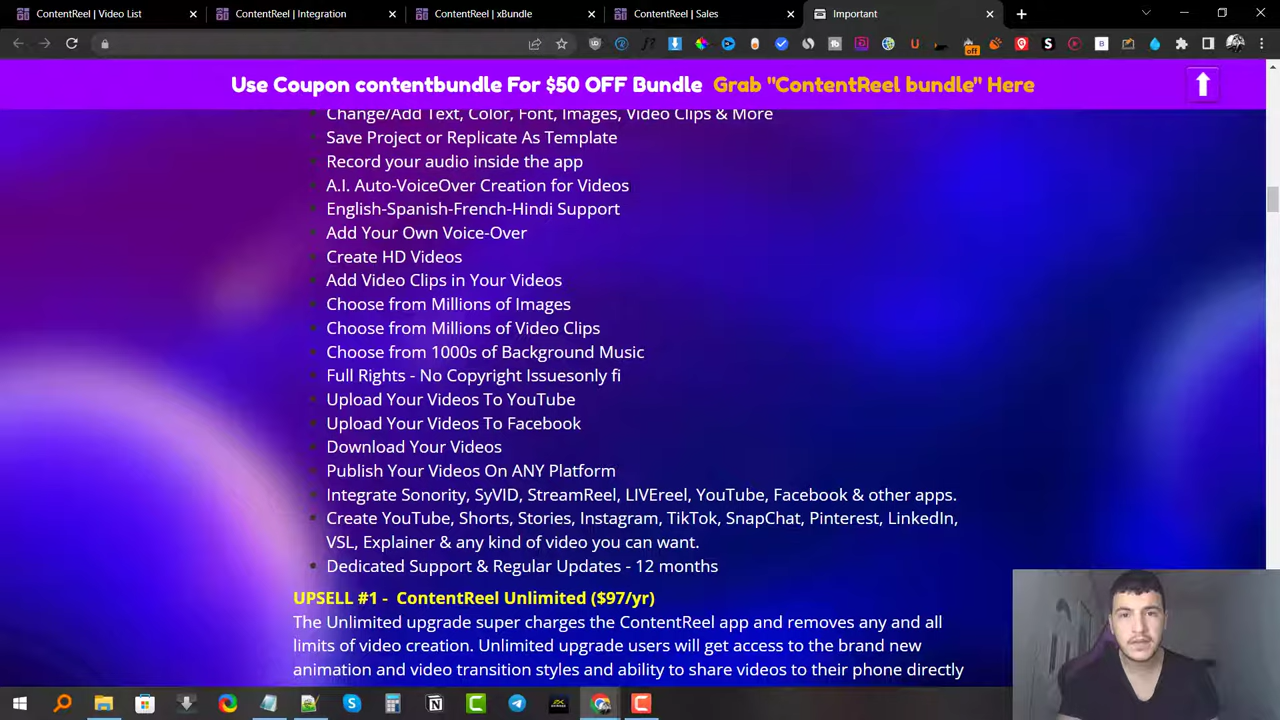 ContentReel | Video List
ContentReel | Integration
ContentReel | xBundle
ContentReel | Sales
Important
Use Coupon contentbundle For $50 OFF Bundle Grab "ContentReel bundle" Here
Change/Add Text, Color, Font, Images, Video Clips & More
Save Project or Replicate As Template
Record your audio inside the app
A.I. Auto-VoiceOver Creation for Videos
English-Spanish-French-Hindi Support
Add Your Own Voice-Over
Create HD Videos
Add Video Clips in Your Videos
Choose from Millions of Images
Choose from Millions of Video Clips
Choose from 1000s of Background Music
Full Rights - No Copyright Issuesonly fi
Upload Your Videos To YouTube
Upload Your Videos To Facebook
Download Your Videos
Publish Your Videos On ANY Platform
Integrate Sonority, SyVID, StreamReel, LIVEreel, YouTube, Facebook & other apps.
Create YouTube, Shorts, Stories, Instagram, TikTok, SnapChat, Pinterest, LinkedIn,
VSL, Explainer & any kind of video you can want.
Dedicated Support & Regular Updates - 12 months
UPSELL #1 - ContentReel Unlimited ($97/yr)
The Unlimited upgrade super charges the ContentReel app and removes any and all
limits of video creation. Unlimited upgrade users will get access to the brand new
animation and video transition styles and ability to share videos to their phone directly